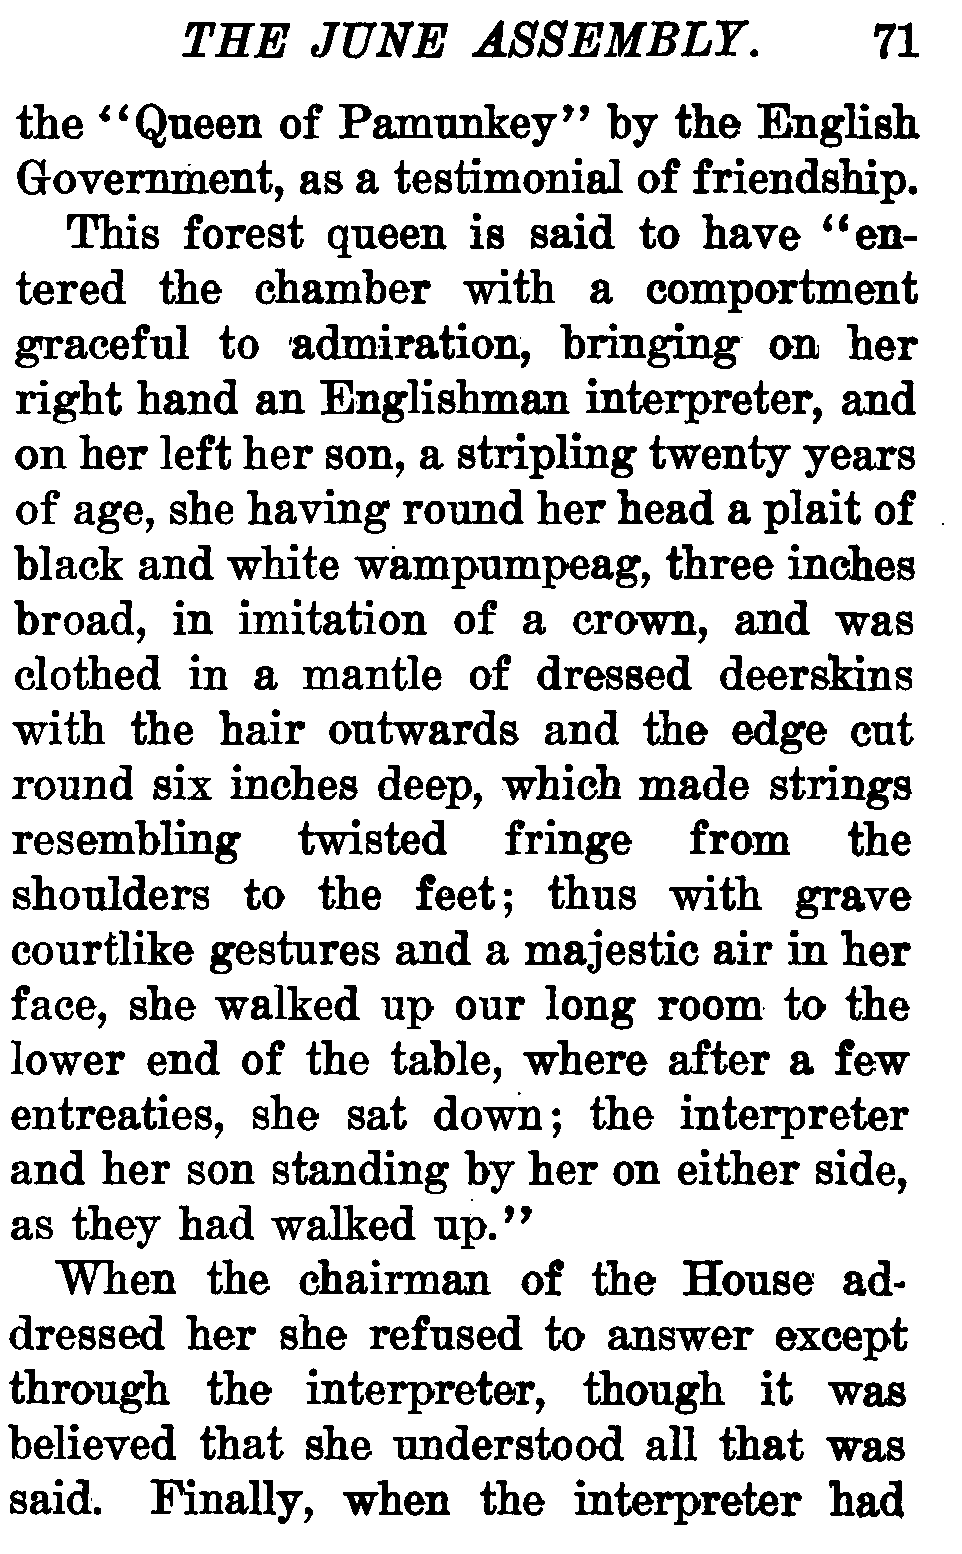 THE JUNE ASSEMBLY. 71
the "Queen of Pamunkey" by the English
Government, as a testimonial of friendship.
This forest queen is said to have "en-
tered the chamber with a comportment
graceful to admiration, bringing on her
right hand an Englishman interpreter, and
on her left her son, a stripling twenty years
of age, she having round her head a plait of
black and white wampumpeag, three inches
broad, in imitation of a crown, and was
clothed in a mantle of dressed deerskins
with the hair outwards and the edge cut
round six inches deep, which made strings
resembling twisted fringe from the
shoulders to the feet; thus with grave
courtlike gestures and a majestic air in her
face, she walked up our long room to the
lower end of the table, where after a few
entreaties, she sat down; the interpreter
and her son standing by her on either side,
as they had walked up."
When the chairman of the House ad-
dressed her she refused to answer except
through the interpreter, though it was
believed that she understood all that was
said. Finally, when the interpreter had